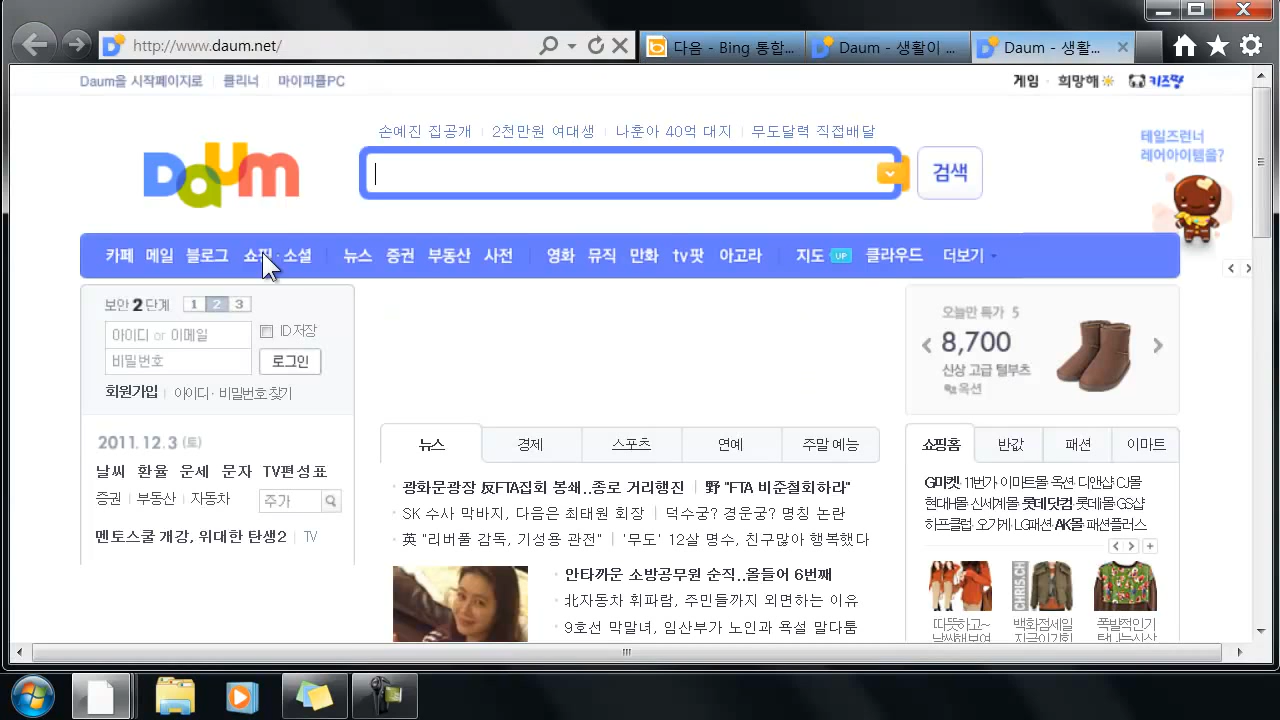 http://www.daum.net/
다음 - Bing 통합...
Daum - 생활이 ...
Daum - 생활...
Daum을 시작페이지로 클리너 마이피플PC
게임 · 희망해 키즈짱
손예진 집공개 2천만원 여대생 나훈아 40억 대지 무도달력 직접배달
테일즈런너
레어아이템을?
Daum
검색
카페 메일 블로그 쇼핑 · 소셜 뉴스 증권 부동산 사전 영화 뮤직 만화 tv팟 아고라 지도 UP 클라우드 더보기
보안 2 단계 1 2 3
아이디 or 이메일 ID저장
비밀번호 로그인
회원가입 아이디 · 비밀번호 찾기
오늘만 특가 5
8,700
신상 고급 털부츠
옥션
2011.12.3 (토)
날씨 환율 운세 문자 TV편성표
증권 부동산 자동차 주가
멘토스쿨 개강, 위대한 탄생2 TV
뉴스 경제 스포츠 연예 주말 예능
광화문광장 反FTA집회 봉쇄..종로 거리행진 野 "FTA 비준철회하라"
SK 수사 막바지, 다음은 최태원 회장 덕수궁? 경운궁? 명칭 논란
英 "리버풀 감독, 기성용 관전" '무도' 12살 명수, 친구많아 행복했다
안타까운 소방공무원 순직..올들어 6번째
北자동차 휘파람, 주민들까지 외면하는 이유
9호선 막말녀, 임산부가 노인과 욕설 말다툼
쇼핑홈 반값 패션 이마트
G마켓 11번가 이마트몰 옥션 디앤샵 CJ몰
현대몰 신세계몰 롯데닷컴 롯데몰 GS샵
하프클럽 오가게 LG패션 AK몰 패션플러스
CHRIS.CH
따뜻하고~ 백화점세일 폭발적인기